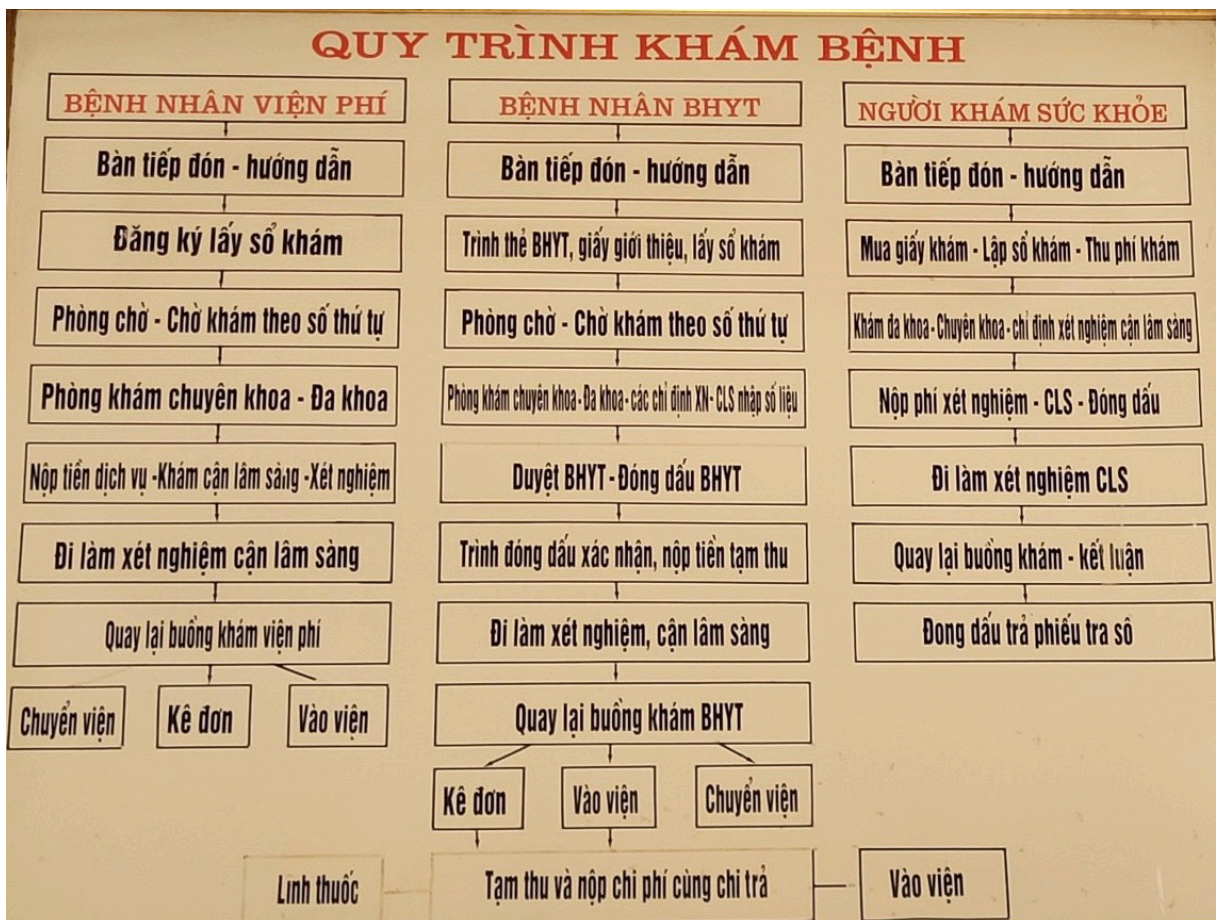 QUY TRÌNH KHÁM BỆNH
BỆNH NHÂN VIỆN PHÍ
Bàn tiếp đón - hướng dẫn
Đăng ký lấy sổ khám
Phòng chờ - Chờ khám theo số thứ tự
Phòng khám chuyên khoa - Đa khoa
Nộp tiền dịch vụ -Khám cận lâm sàng -Xét nghiệm
Đi làm xét nghiệm cận lâm sàng
Quay lại buồng khám viện phí
Chuyển viện
Kê đơn
Vào viện
BỆNH NHÂN BHYT
Bàn tiếp đón - hướng dẫn
Trình thẻ BHYT, giấy giới thiệu, lấy sổ khám
Phòng chờ - Chờ khám theo số thứ tự
Phòng khám chuyên khoa-Đa khoa-các chỉ định XN-CLS nhập số liệu
Duyệt BHYT-Đóng dấu BHYT
Trình đóng dấu xác nhận, nộp tiền tạm thu
Đi làm xét nghiệm, cận lâm sàng
Quay lại buồng khám BHYT
Kê đơn
Vào viện
Chuyển viện
Lĩnh thuốc
Tạm thu và nộp chi phí cùng chi trả
Vào viện
NGƯỜI KHÁM SỨC KHỎE
Bàn tiếp đón - hướng dẫn
Mua giấy khám - Lập sổ khám - Thu phí khám
Khám đa khoa-Chuyên khoa-chỉ định xét nghiệm cận lâm sàng
Nộp phí xét nghiệm - CLS - Đóng dấu
Đi làm xét nghiệm CLS
Quay lại buồng khám - kết luận
Đong dấu trả phiếu tra sô